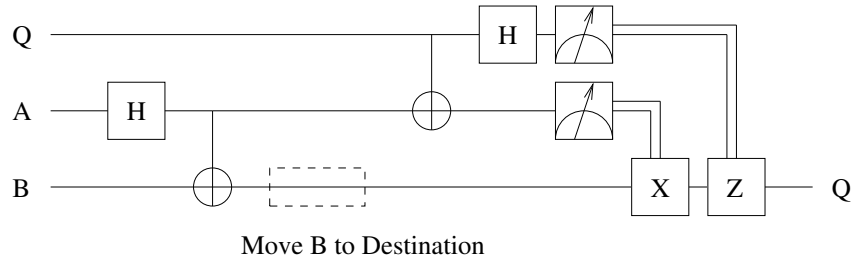 Q H
A H
B X Z Q
Move B to Destination